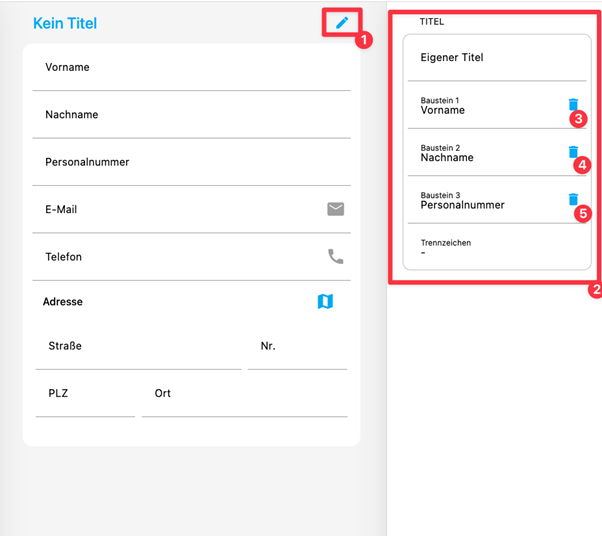 Kein Titel
1
Vorname
Nachname
Personalnummer
E-Mail
Telefon
Adresse
Straße
Nr.
PLZ
Ort
TITEL
Eigener Titel
Baustein 1
Vorname
3
Baustein 2
Nachname
4
Baustein 3
Personalnummer
5
Trennzeichen
-
2